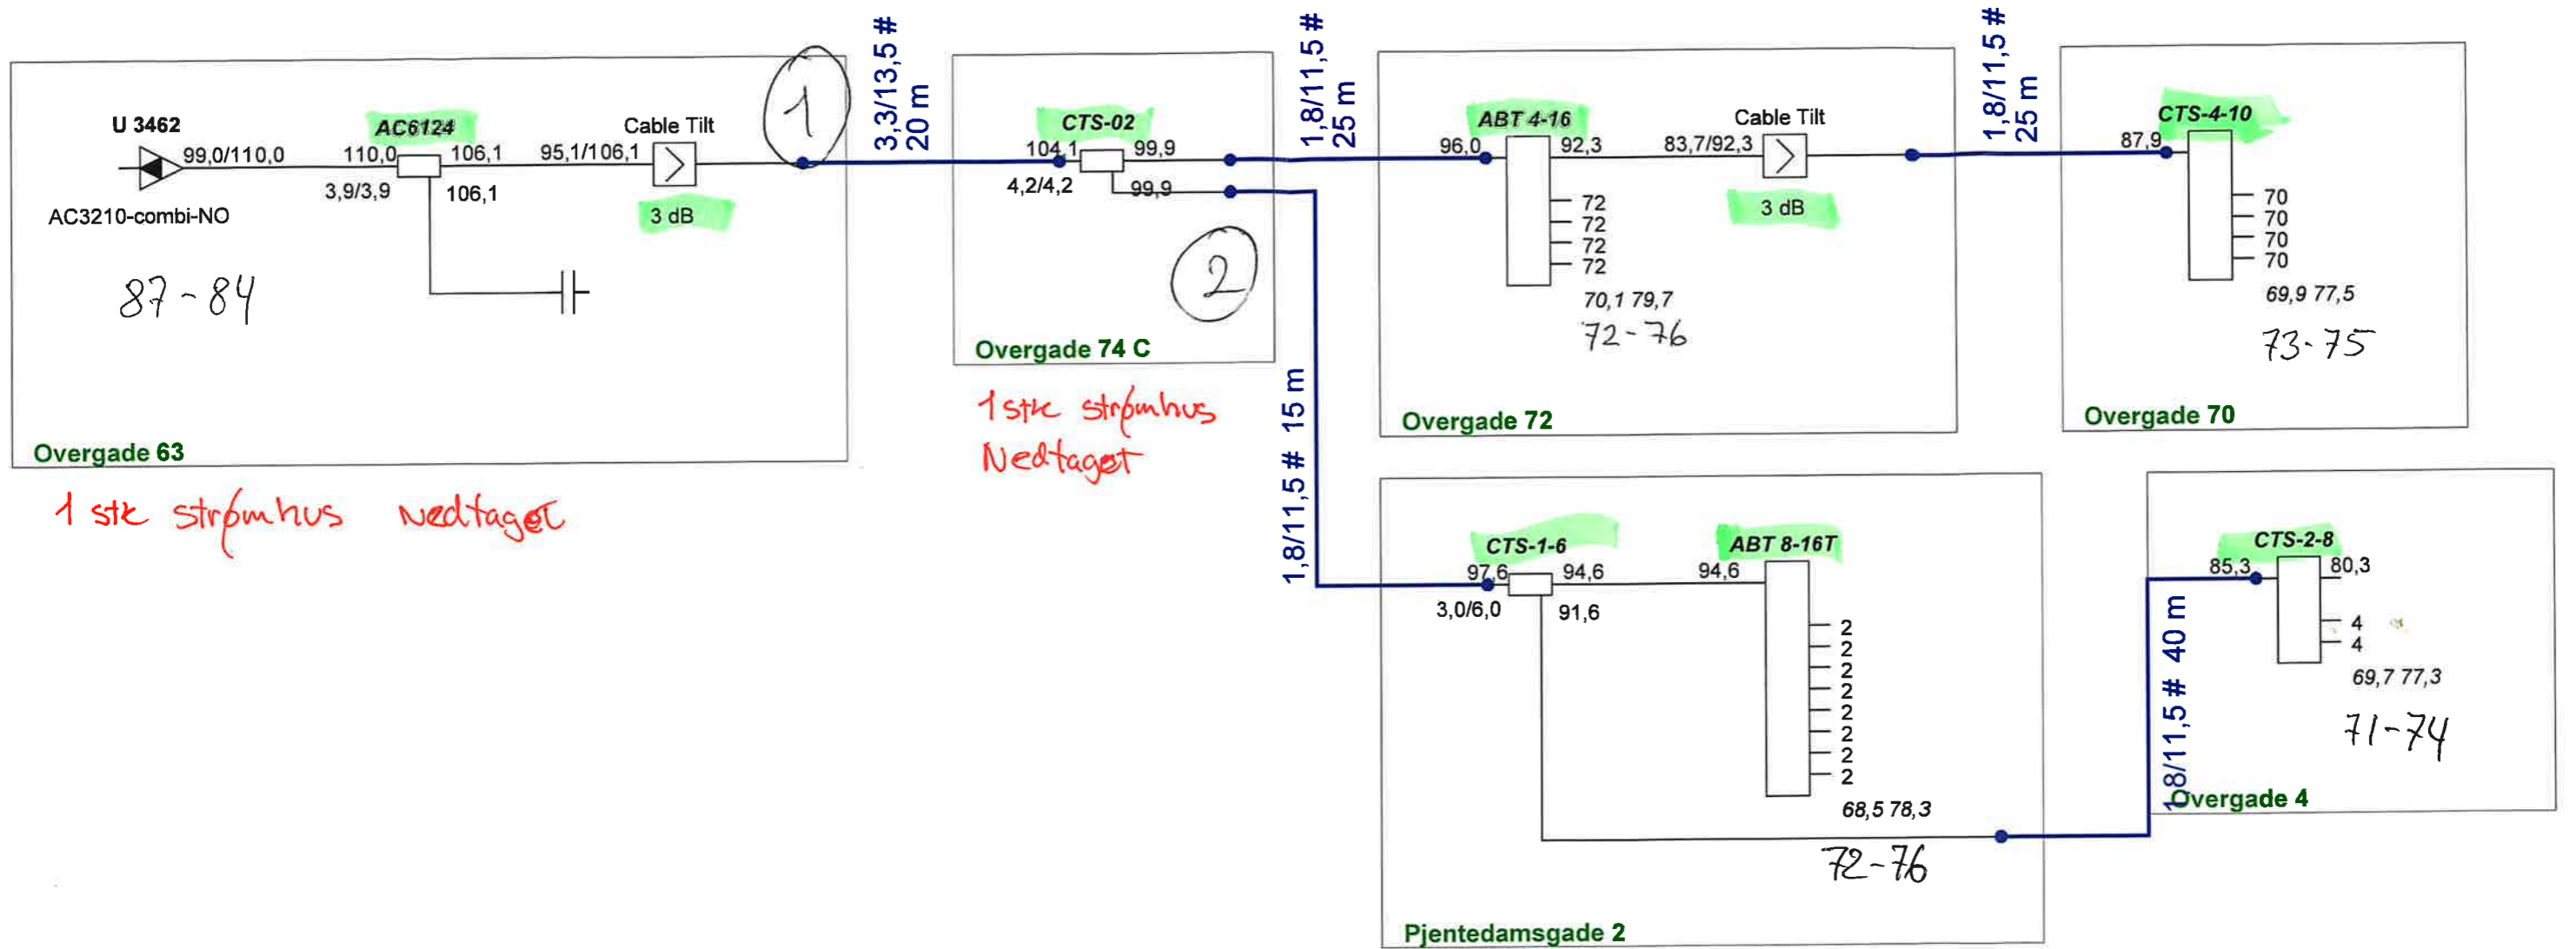 U 3462
99,0/110,0
AC3210-combi-NO
87-84
AC6124
110,0
106,1
3,9/3,9
106,1
95,1/106,1
Cable Tilt
3 dB
1
Overgade 63
1 stk strømhus Nedtaget
3,3/13,5 #
20 m
CTS-02
104,1
99,9
4,2/4,2
99,9
2
Overgade 74 C
1 stk strømhus
Nedtaget
1,8/11,5 #
25 m
ABT 4-16
96,0
92,3
72
72
72
72
70,1 79,7
72-76
83,7/92,3
Cable Tilt
3 dB
Overgade 72
1,8/11,5 #
25 m
CTS-4-10
87,9
70
70
70
70
69,9 77,5
73-75
Overgade 70
1,8/11,5 # 15 m
CTS-1-6
97,6
94,6
3,0/6,0
91,6
ABT 8-16T
94,6
2
2
2
2
2
2
2
2
68,5 78,3
72-76
Pjentedamsgade 2
1,8/11,5 # 40 m
CTS-2-8
85,3
80,3
4
4
69,7 77,3
71-74
Overgade 4